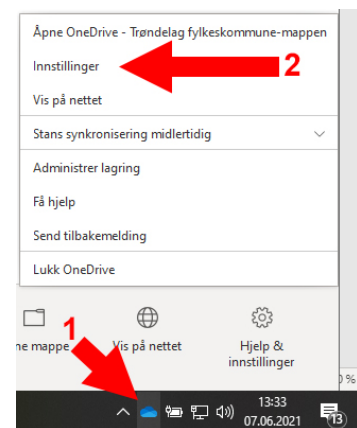 Åpne OneDrive - Trøndelag fylkeskommune-mappen
Innstillinger
2
Vis på nettet
Stans synkronisering midlertidig
Administrer lagring
Få hjelp
Send tilbakemelding
Lukk OneDrive
1
ne mappe
Vis på nettet
Hjelp &
innstillinger
0 %
13:33
07.06.2021
13